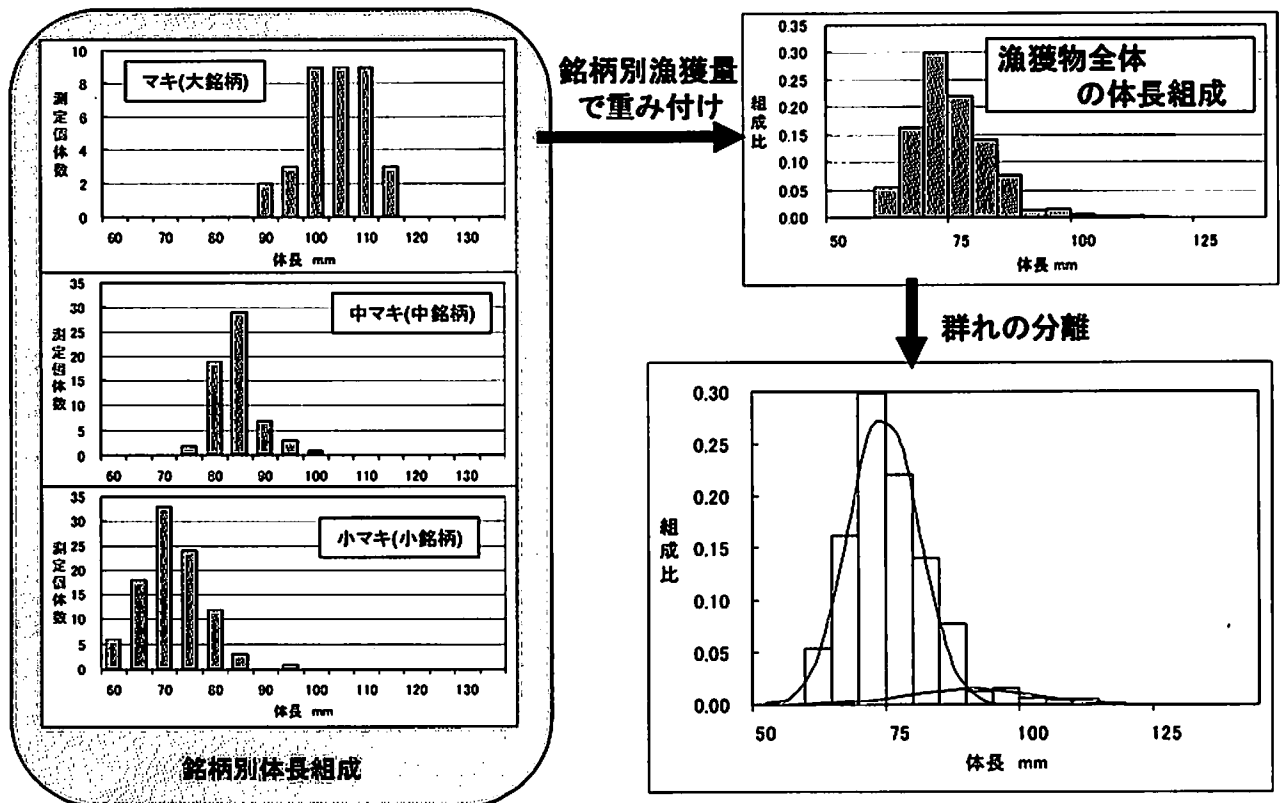 マキ(大銘柄)
測定個体数
10
8
6
4
2
0
60 70 80 90 100 110 120 130
体長 mm
中マキ(中銘柄)
測定個体数
35
30
25
20
15
10
5
0
60 70 80 90 100 110 120 130
体長 mm
小マキ(小銘柄)
測定個体数
35
30
25
20
15
10
5
0
60 70 80 90 100 110 120 130
体長 mm
銘柄別体長組成
銘柄別漁獲量
で重み付け
漁獲物全体
の体長組成
組成比
0.35
0.30
0.25
0.20
0.15
0.10
0.05
0.00
50 75 100 125
体長 mm
群れの分離
組成比
0.30
0.25
0.20
0.15
0.10
0.05
0.00
50 75 100 125
体長 mm